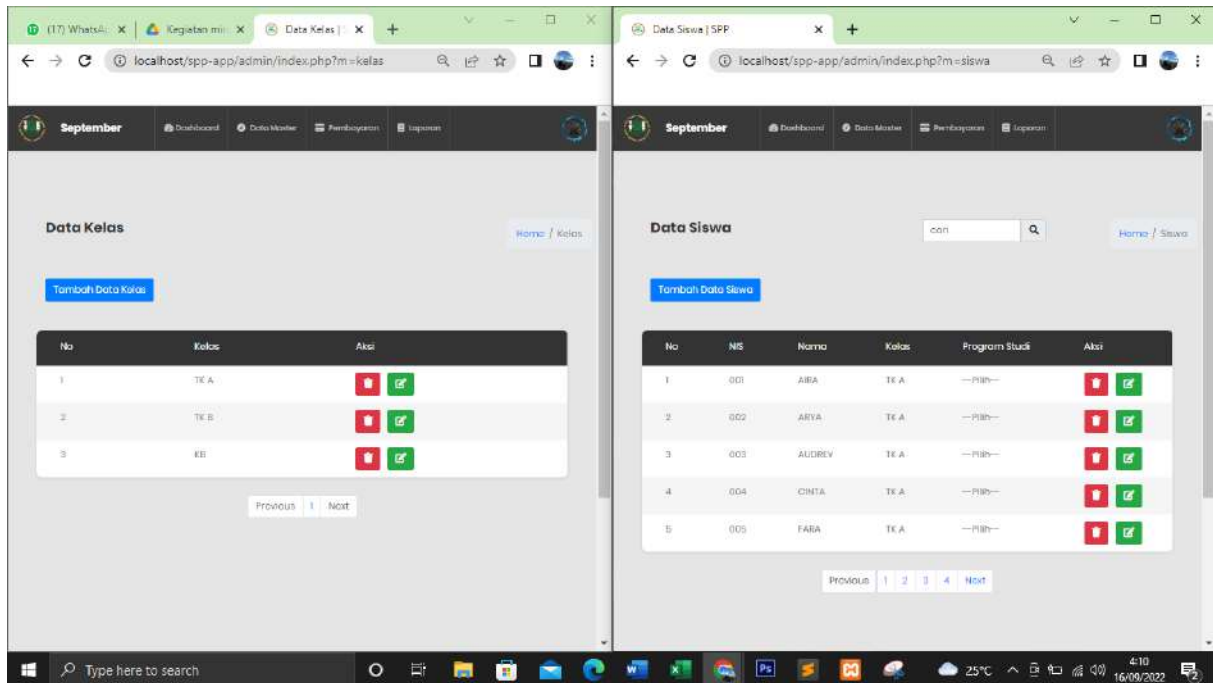 (17) WhatsA
Kegiatan min
Data Kelas |
localhost/spp-app/admin/index.php?m=kelas
September
Dashboard
Data Master
Pembayaran
Laporan
Data Kelas
Home / Kelas
Tambah Data Kelas
No Kelas Aksi
1 TK A
2 TK B
3 KB
Previous 1 Next
Data Siswa | SPP
localhost/spp-app/admin/index.php?m=siswa
September
Dashboard
Data Master
Pembayaran
Laporan
Data Siswa
cari
Home / Siswa
Tambah Data Siswa
No NIS Nama Kelas Program Studi Aksi
1 001 AIRA TK A ---Pilih---
2 002 ARYA TK A ---Pilih---
3 003 AUDREY TK A ---Pilih---
4 004 CINTA TK A ---Pilih---
5 005 FARA TK A ---Pilih---
Previous 1 2 3 4 Next
Type here to search
Ps
25°C
4:10
16/09/2022
2